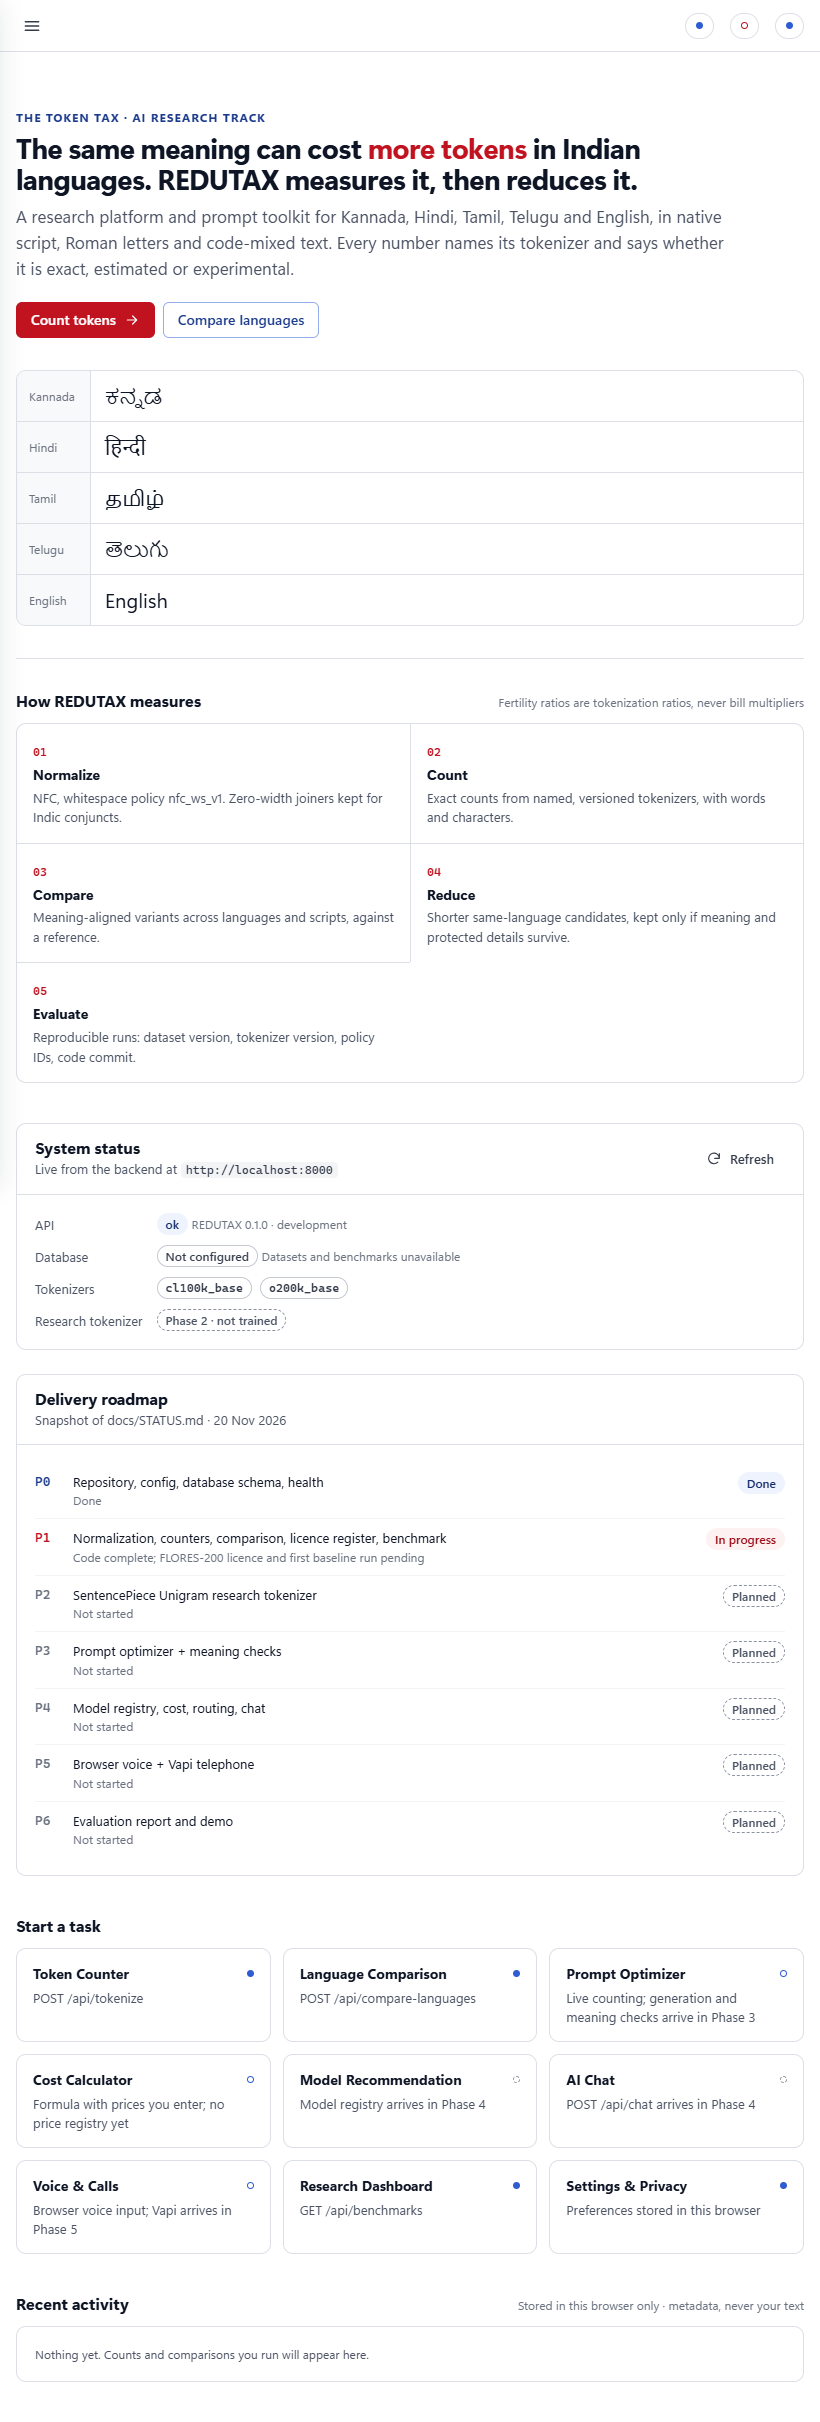 THE TOKEN TAX · AI RESEARCH TRACK
The same meaning can cost more tokens in Indian
languages. REDUTAX measures it, then reduces it.
A research platform and prompt toolkit for Kannada, Hindi, Tamil, Telugu and English, in native
script, Roman letters and code-mixed text. Every number names its tokenizer and says whether
it is exact, estimated or experimental.
Count tokens →
Compare languages
Kannada
ಕನ್ನಡ
Hindi
हिन्दी
Tamil
தமிழ்
Telugu
తెలుగు
English
English
How REDUTAX measures
Fertility ratios are tokenization ratios, never bill multipliers
01
Normalize
NFC, whitespace policy nfc_ws_v1. Zero-width joiners kept for
Indic conjuncts.
02
Count
Exact counts from named, versioned tokenizers, with words
and characters.
03
Compare
Meaning-aligned variants across languages and scripts, against
a reference.
04
Reduce
Shorter same-language candidates, kept only if meaning and
protected details survive.
05
Evaluate
Reproducible runs: dataset version, tokenizer version, policy
IDs, code commit.
System status
Live from the backend at http://localhost:8000
Refresh
API
ok REDUTAX 0.1.0 · development
Database
Not configured Datasets and benchmarks unavailable
Tokenizers
cl100k_base o200k_base
Research tokenizer
Phase 2 · not trained
Delivery roadmap
Snapshot of docs/STATUS.md · 20 Nov 2026
P0 Repository, config, database schema, health Done
Done
P1 Normalization, counters, comparison, licence register, benchmark In progress
Code complete; FLORES-200 licence and first baseline run pending
P2 SentencePiece Unigram research tokenizer Planned
Not started
P3 Prompt optimizer + meaning checks Planned
Not started
P4 Model registry, cost, routing, chat Planned
Not started
P5 Browser voice + Vapi telephone Planned
Not started
P6 Evaluation report and demo Planned
Not started
Start a task
Token Counter
POST /api/tokenize
Language Comparison
POST /api/compare-languages
Prompt Optimizer
Live counting; generation and
meaning checks arrive in Phase 3
Cost Calculator
Formula with prices you enter; no
price registry yet
Model Recommendation
Model registry arrives in Phase 4
AI Chat
POST /api/chat arrives in Phase 4
Voice & Calls
Browser voice input; Vapi arrives in
Phase 5
Research Dashboard
GET /api/benchmarks
Settings & Privacy
Preferences stored in this browser
Recent activity
Stored in this browser only · metadata, never your text
Nothing yet. Counts and comparisons you run will appear here.